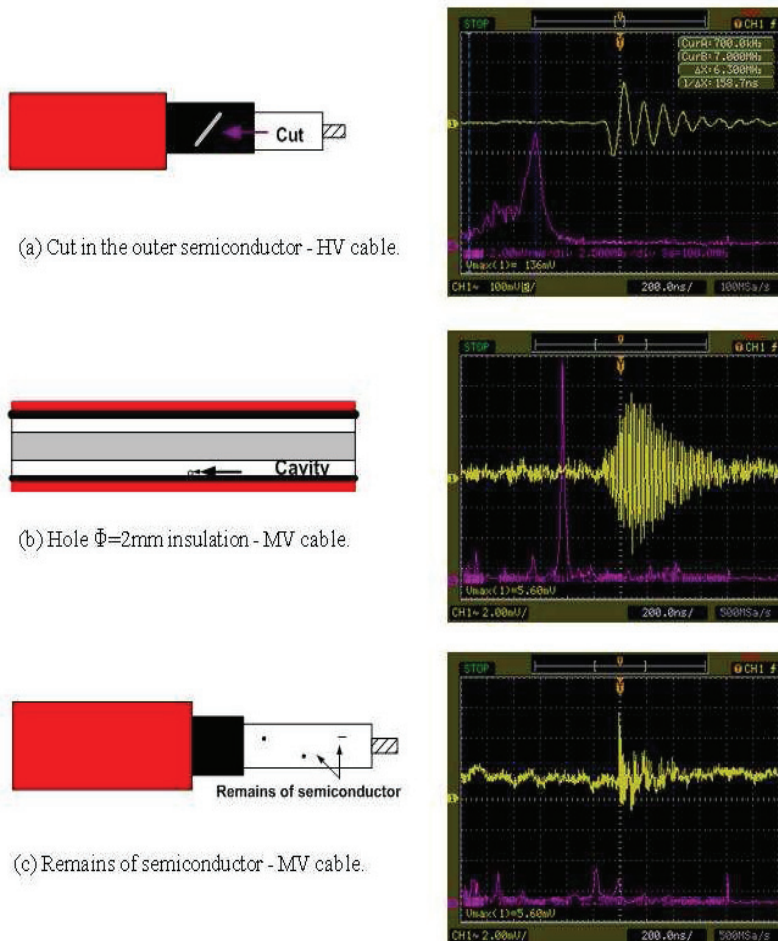 STOP
CH1
CurA:700.0kHz
CurB:7.000MHz
ΔX:6.300MHz
1/ΔX:158.7ns
Cut
1
Vmax(1)= 136mV
CH1~ 100mV/
200.0ns/
100MSa/s
(a) Cut in the outer semiconductor - HV cable.
STOP
CH1
1
Cavity
Vmax(1)=5.60mV
CH1~ 2.00mV/
200.0ns/
500MSa/s
(b) Hole Φ=2mm insulation - MV cable.
STOP
CH1
1
Remains of semiconductor
Vmax(1)=5.60mV
CH1~ 2.00mV/
200.0ns/
500MSa/s
(c) Remains of semiconductor - MV cable.